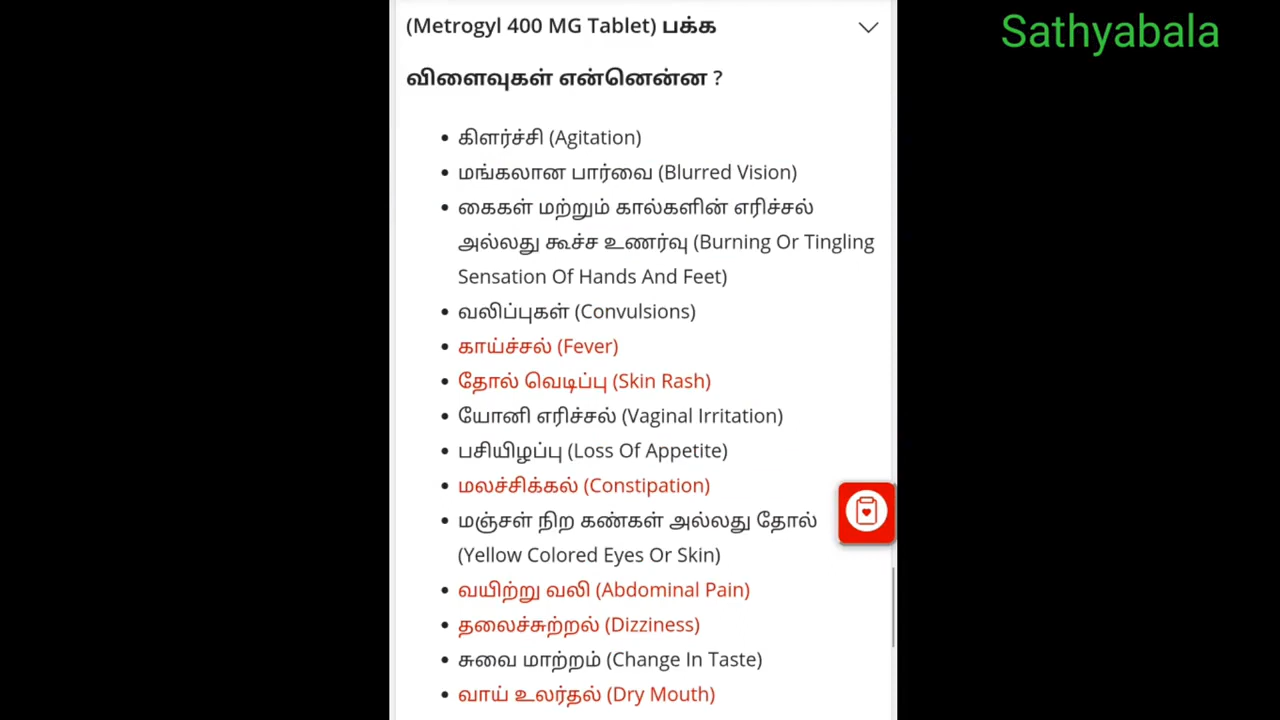 (Metrogyl 400 MG Tablet) பக்க
Sathyabala
விளைவுகள் என்னென்ன ?
கிளர்ச்சி (Agitation)
மங்கலான பார்வை (Blurred Vision)
கைகள் மற்றும் கால்களின் எரிச்சல்
அல்லது கூச்ச உணர்வு (Burning Or Tingling
Sensation Of Hands And Feet)
வலிப்புகள் (Convulsions)
காய்ச்சல் (Fever)
தோல் வெடிப்பு (Skin Rash)
யோனி எரிச்சல் (Vaginal Irritation)
பசியிழப்பு (Loss Of Appetite)
மலச்சிக்கல் (Constipation)
மஞ்சள் நிற கண்கள் அல்லது தோல்
(Yellow Colored Eyes Or Skin)
வயிற்று வலி (Abdominal Pain)
தலைச்சுற்றல் (Dizziness)
சுவை மாற்றம் (Change In Taste)
வாய் உலர்தல் (Dry Mouth)